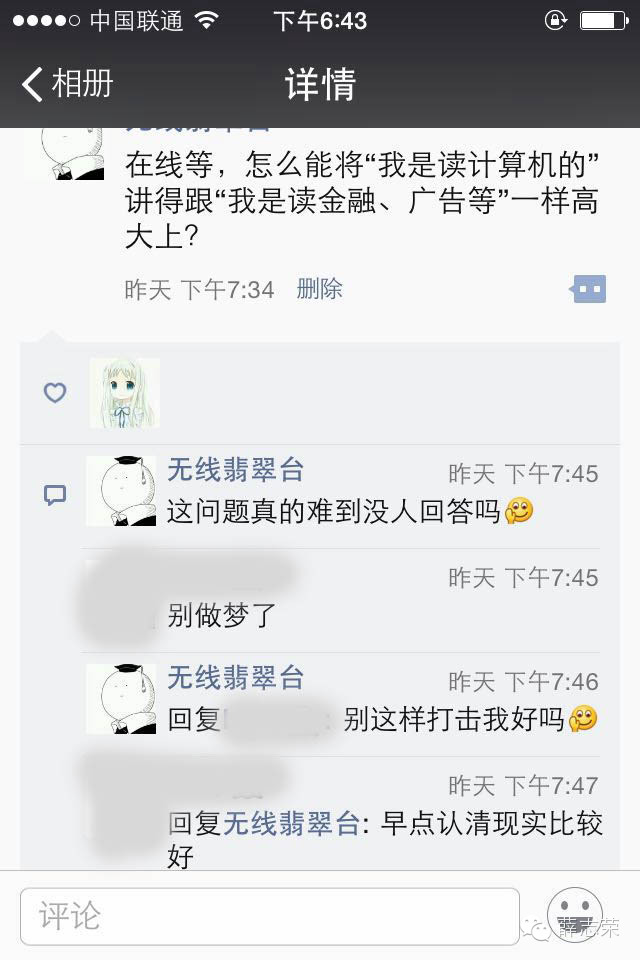 中国联通
下午6:43
相册
详情
无线翡翠台
在线等，怎么能将“我是读计算机的”
讲得跟“我是读金融、广告等”一样高
大上？
昨天 下午7:34 删除
无线翡翠台
昨天 下午7:45
这问题真的难到没人回答吗
昨天 下午7:45
别做梦了
无线翡翠台
昨天 下午7:46
回复 : 别这样打击我好吗
昨天 下午7:47
回复无线翡翠台: 早点认清现实比较
好
评论
薛志荣